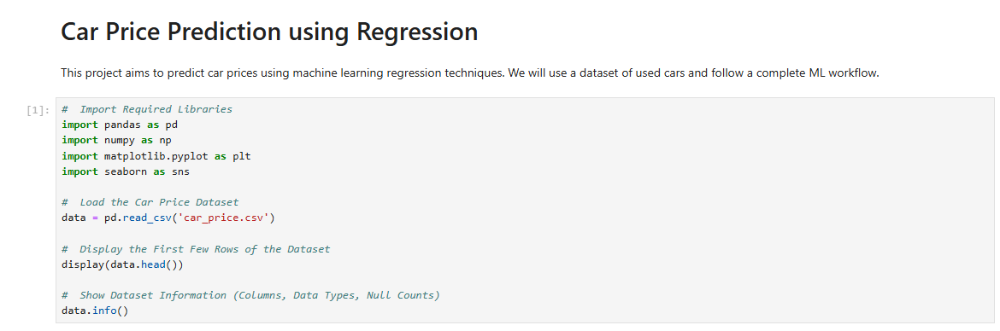 Car Price Prediction using Regression
This project aims to predict car prices using machine learning regression techniques. We will use a dataset of used cars and follow a complete ML workflow.
[1]: #  Import Required Libraries
import pandas as pd
import numpy as np
import matplotlib.pyplot as plt
import seaborn as sns
#  Load the Car Price Dataset
data = pd.read_csv('car_price.csv')
#  Display the First Few Rows of the Dataset
display(data.head())
#  Show Dataset Information (Columns, Data Types, Null Counts)
data.info()